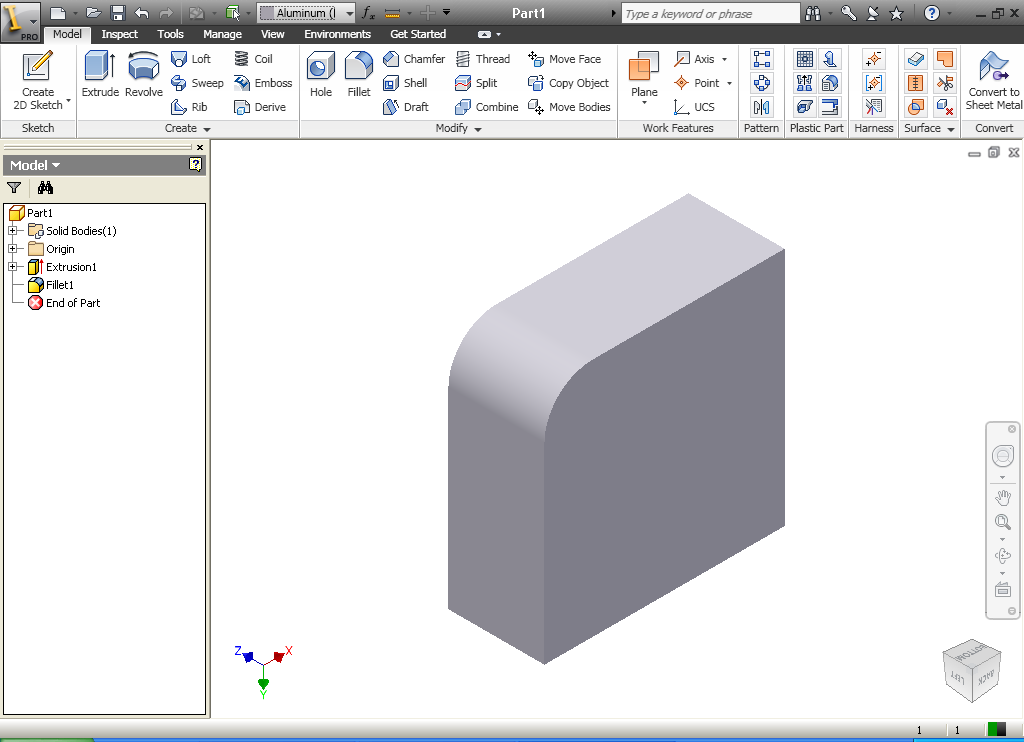 Aluminum (
Part1
Type a keyword or phrase
PRO
Model Inspect Tools Manage View Environments Get Started
Loft Coil Chamfer Thread Move Face Axis
Sweep Emboss Shell Split Copy Object Point
Create
2D Sketch Extrude Revolve Hole Fillet Plane Convert to
Sheet Metal
Rib Derive Draft Combine Move Bodies UCS
Sketch Create Modify Work Features Pattern Plastic Part Harness Surface Convert
Model
Part1
Solid Bodies(1)
Origin
Extrusion1
Fillet1
End of Part
Z X
Y
BOTTOM
LEFT BACK
1 1